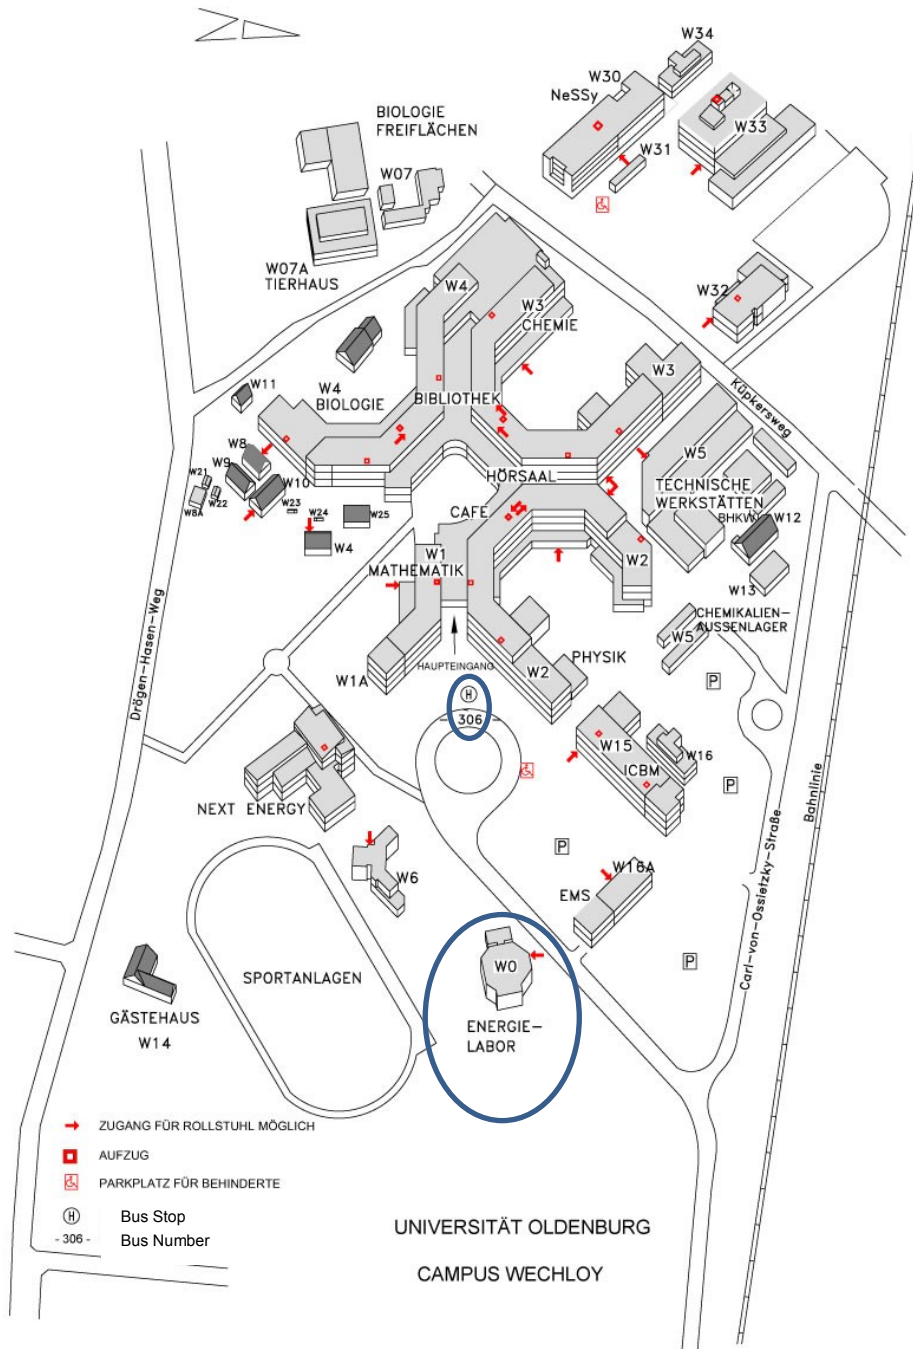 W34
W30
NeSSy
BIOLOGIE
FREIFLÄCHEN
W33
W31
W07
W07A
TIERHAUS
W4
W32
W3
CHEMIE
W3
W11
W4
BIOLOGIE
BIBLIOTHEK
Küpkersweg
W8
W9
W21
W10
W22
W8A
W23
W24
W25
W4
HÖRSAAL
W5
TECHNISCHE
WERKSTÄTTEN
CAFE
BHKW
W12
W1
MATHEMATIK
W2
W13
CHEMIKALIEN-
AUSSENLAGER
W5
Drögen-Hasen-Weg
HAUPTEINGANG
PHYSIK
W1A
W2
P
H
306
W15
ICBM
W16
P
NEXT ENERGY
Bahnlinie
Carl-von-Ossietzky-Straße
P
W6
W16A
EMS
P
W0
SPORTANLAGEN
GÄSTEHAUS
W14
ENERGIE-
LABOR
ZUGANG FÜR ROLLSTUHL MÖGLICH
AUFZUG
PARKPLATZ FÜR BEHINDERTE
H Bus Stop
- 306 - Bus Number
UNIVERSITÄT OLDENBURG
CAMPUS WECHLOY